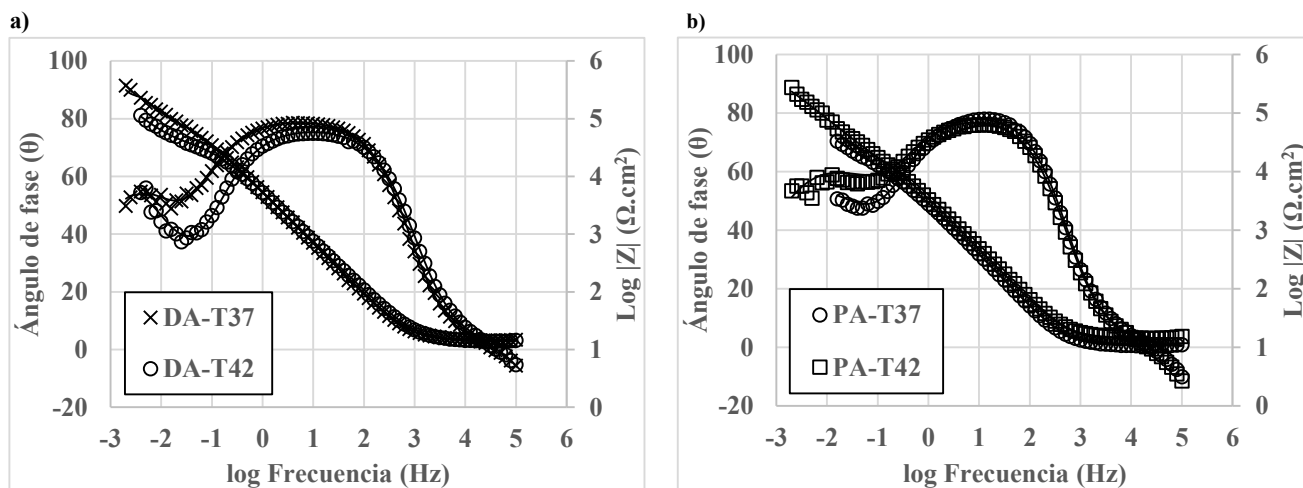 a)
100
80
60
40
20
0
-20
Ángulo de fase (θ)
-3 -2 -1 0 1 2 3 4 5 6
log Frecuencia (Hz)
6
5
4
3
2
1
0
Log |Z| (Ω.cm²)
DA-T37
DA-T42
b)
100
80
60
40
20
0
-20
Ángulo de fase (θ)
-3 -2 -1 0 1 2 3 4 5 6
log Frecuencia (Hz)
6
5
4
3
2
1
0
Log |Z| (Ω.cm²)
PA-T37
PA-T42